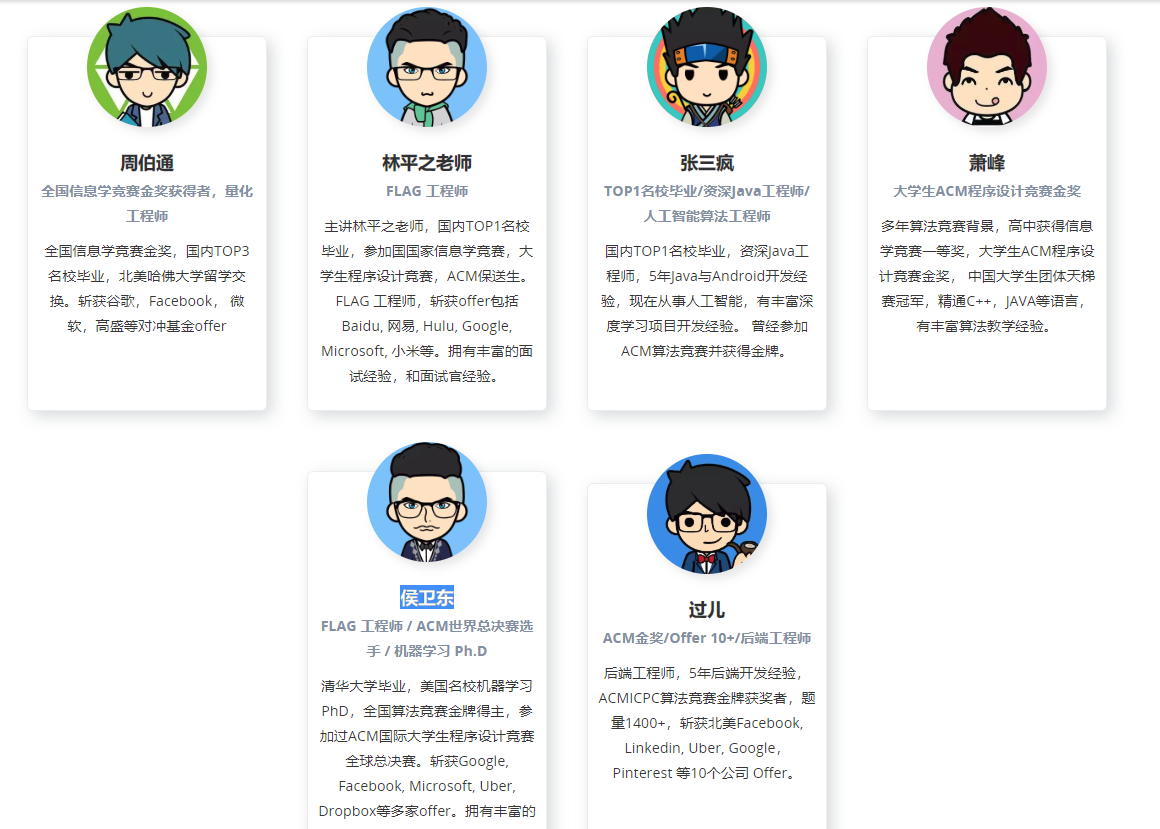 周伯通
全国信息学竞赛金奖获得者，量化
工程师
全国信息学竞赛金奖，国内TOP3
名校毕业，北美哈佛大学留学交
换。斩获谷歌，Facebook， 微
软，高盛等对冲基金offer
林平之老师
FLAG 工程师
主讲林平之老师，国内TOP1名校
毕业，参加国国家信息学竞赛，大
学生程序设计竞赛，ACM保送生。
FLAG 工程师，斩获offer包括
Baidu, 网易, Hulu, Google,
Microsoft, 小米等。拥有丰富的面
试经验，和面试官经验。
张三疯
TOP1名校毕业/资深Java工程师/
人工智能算法工程师
国内TOP1名校毕业，资深Java工
程师，5年Java与Android开发经
验，现在从事人工智能，有丰富深
度学习项目开发经验。 曾经参加
ACM算法竞赛并获得金牌。
萧峰
大学生ACM程序设计竞赛金奖
多年算法竞赛背景，高中获得信息
学竞赛一等奖，大学生ACM程序设
计竞赛金奖， 中国大学生团体天梯
赛冠军，精通C++，JAVA等语言，
有丰富算法教学经验。
侯卫东
FLAG 工程师 / ACM世界总决赛选
手 / 机器学习 Ph.D
清华大学毕业，美国名校机器学习
PhD，全国算法竞赛金牌得主，参
加过ACM国际大学生程序设计竞赛
全球总决赛。斩获Google,
Facebook, Microsoft, Uber,
Dropbox等多家offer。拥有丰富的
过儿
ACM金奖/Offer 10+/后端工程师
后端工程师，5年后端开发经验，
ACMICPC算法竞赛金牌获奖者，题
量1400+，斩获北美Facebook,
Linkedin, Uber, Google，
Pinterest 等10个公司 Offer。